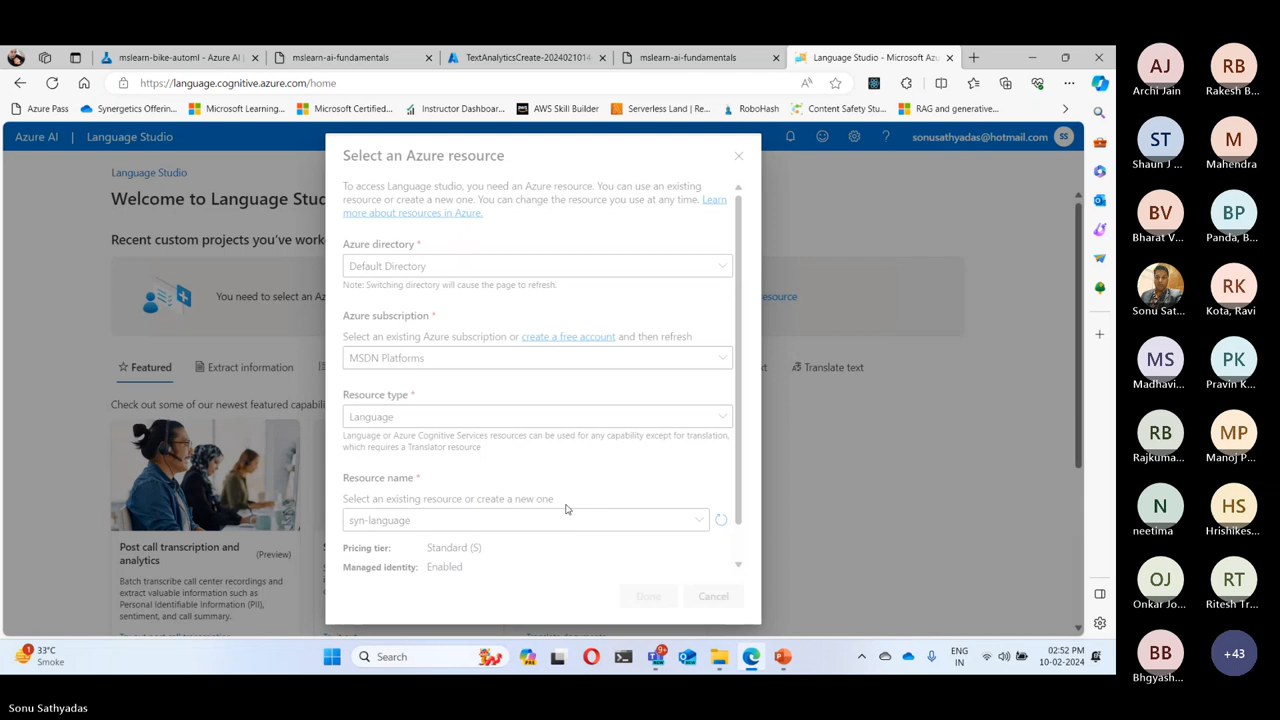 mslearn-bike-automl - Azure AI
mslearn-ai-fundamentals
TextAnalyticsCreate-2024021014
mslearn-ai-fundamentals
Language Studio - Microsoft Az
https://language.cognitive.azure.com/home
Azure Pass
Synergetics Offering...
Microsoft Learning...
Microsoft Certified...
Instructor Dashboar...
AWS Skill Builder
Serverless Land | Re...
RoboHash
Content Safety Stu...
RAG and generative...
Azure AI | Language Studio
sonusathyadas@hotmail.com SS
Language Studio
Welcome to Language Stu
Recent custom projects you've work
You need to select an Az
esource
Featured
Extract information
xt
Translate text
Check out some of our newest featured capabil
Post call transcription and analytics
(Preview)
Batch transcribe call center recordings and
extract valuable information such as
Personal Identifiable Information (PII),
sentiment, and call summary.
Select an Azure resource
To access Language studio, you need an Azure resource. You can use an existing
resource or create a new one. You can change the resource you use at any time. Learn
more about resources in Azure.
Azure directory *
Default Directory
Note: Switching directory will cause the page to refresh.
Azure subscription *
Select an existing Azure subscription or create a free account and then refresh
MSDN Platforms
Resource type *
Language
Language or Azure Cognitive Services resources can be used for any capability except for translation,
which requires a Translator resource
Resource name *
Select an existing resource or create a new one
syn-language
Pricing tier: Standard (S)
Managed identity: Enabled
Done
Cancel
1
33°C
Smoke
Search
9+
ENG
IN
02:52 PM
10-02-2024
Sonu Sathyadas
AJ
Archi Jain
RB
Rakesh B...
ST
Shaun J ...
M
Mahendra
BV
Bharat V...
BP
Panda, B...
Sonu Sat...
RK
Kota, Ravi
MS
Madhavi...
PK
Pravin K...
RB
Rajkuma...
MP
Manoj P...
N
neetima
HS
Hrishikes...
OJ
Onkar Jo...
RT
Ritesh Tr...
BB
Bhgyash...
+43